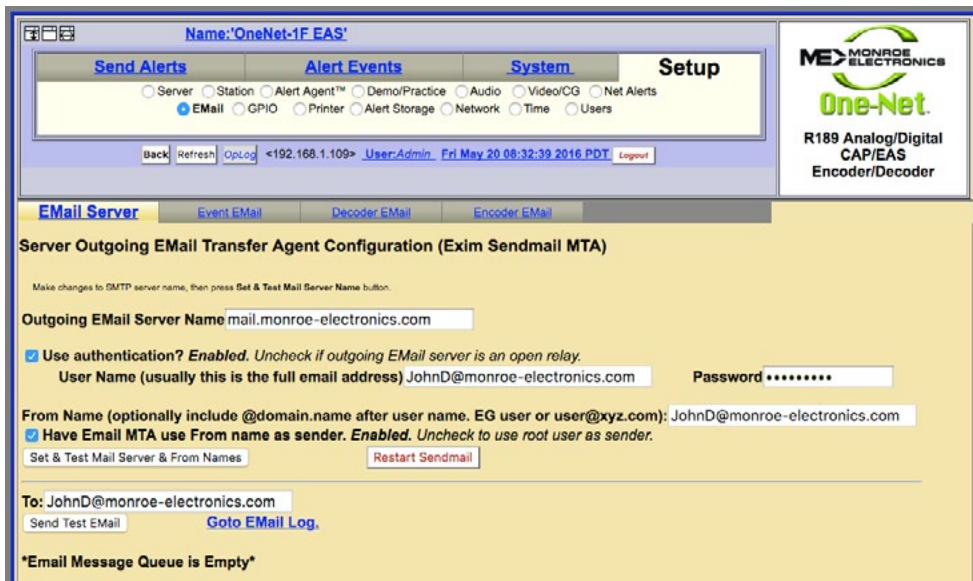 Name:'OneNet-1F EAS'
Send Alerts Alert Events System Setup
Server Station Alert Agent™ Demo/Practice Audio Video/CG Net Alerts
EMail GPIO Printer Alert Storage Network Time Users
Back Refresh OpLog <192.168.1.109> User:Admin Fri May 20 08:32:39 2016 PDT Logout
ME MONROE ELECTRONICS
One-Net.
R189 Analog/Digital
CAP/EAS
Encoder/Decoder
EMail Server Event EMail Decoder EMail Encoder EMail
Server Outgoing EMail Transfer Agent Configuration (Exim Sendmail MTA)
Make changes to SMTP server name, then press Set & Test Mail Server Name button.
Outgoing EMail Server Name mail.monroe-electronics.com
Use authentication? Enabled. Uncheck if outgoing EMail server is an open relay.
User Name (usually this is the full email address) JohnD@monroe-electronics.com Password •••••••••
From Name (optionally include @domain.name after user name. EG user or user@xyz.com): JohnD@monroe-electronics.com
Have Email MTA use From name as sender. Enabled. Uncheck to use root user as sender.
Set & Test Mail Server & From Names Restart Sendmail
To: JohnD@monroe-electronics.com
Send Test EMail Goto EMail Log.
*Email Message Queue is Empty*